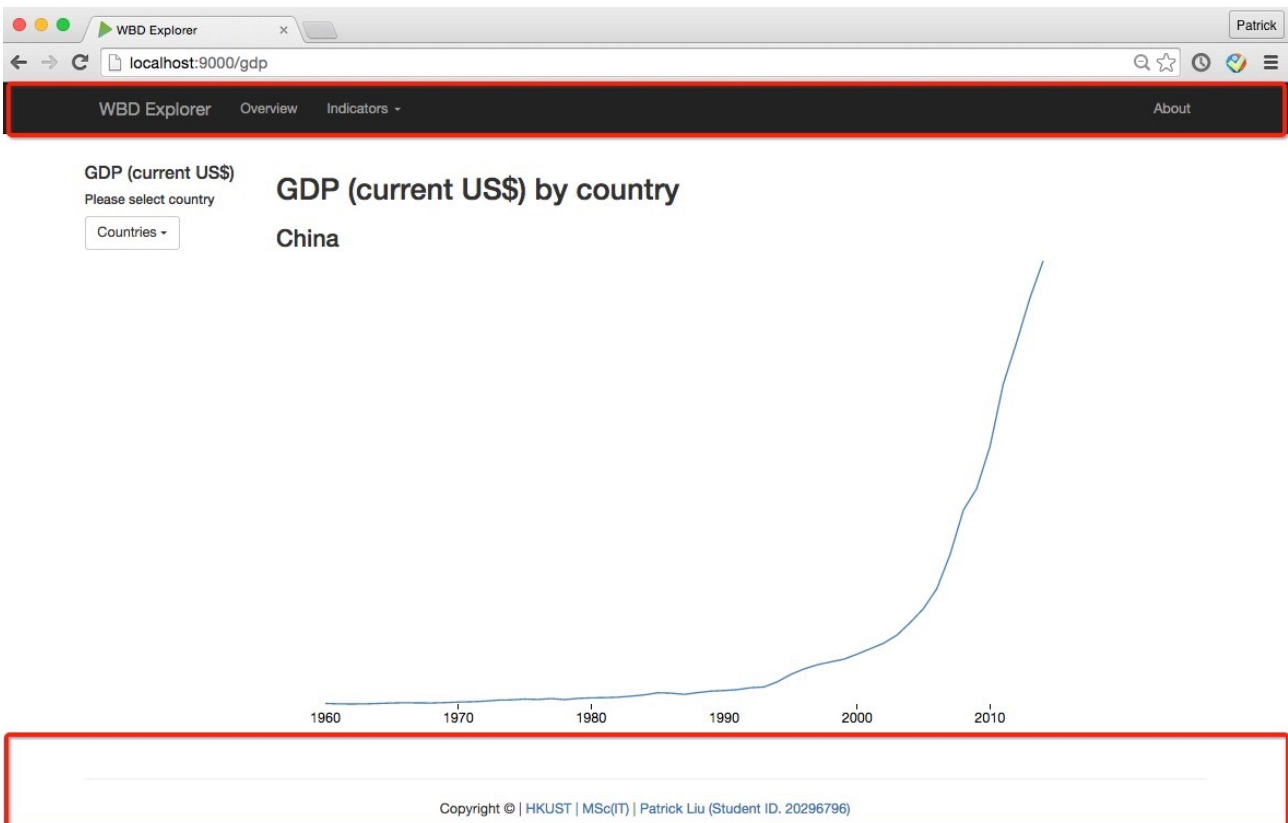 WBD Explorer
Patrick
localhost:9000/gdp
WBD Explorer Overview Indicators About
GDP (current US$)
Please select country
Countries
GDP (current US$) by country
China
1960 1970 1980 1990 2000 2010
Copyright © | HKUST | MSc(IT) | Patrick Liu (Student ID. 20296796)